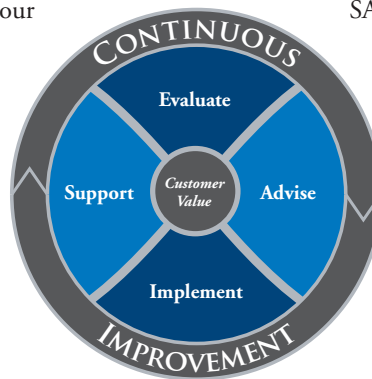 our
SA
CONTINUOUS
Evaluate
Support
Customer
Value
Advise
Implement
IMPROVEMENT